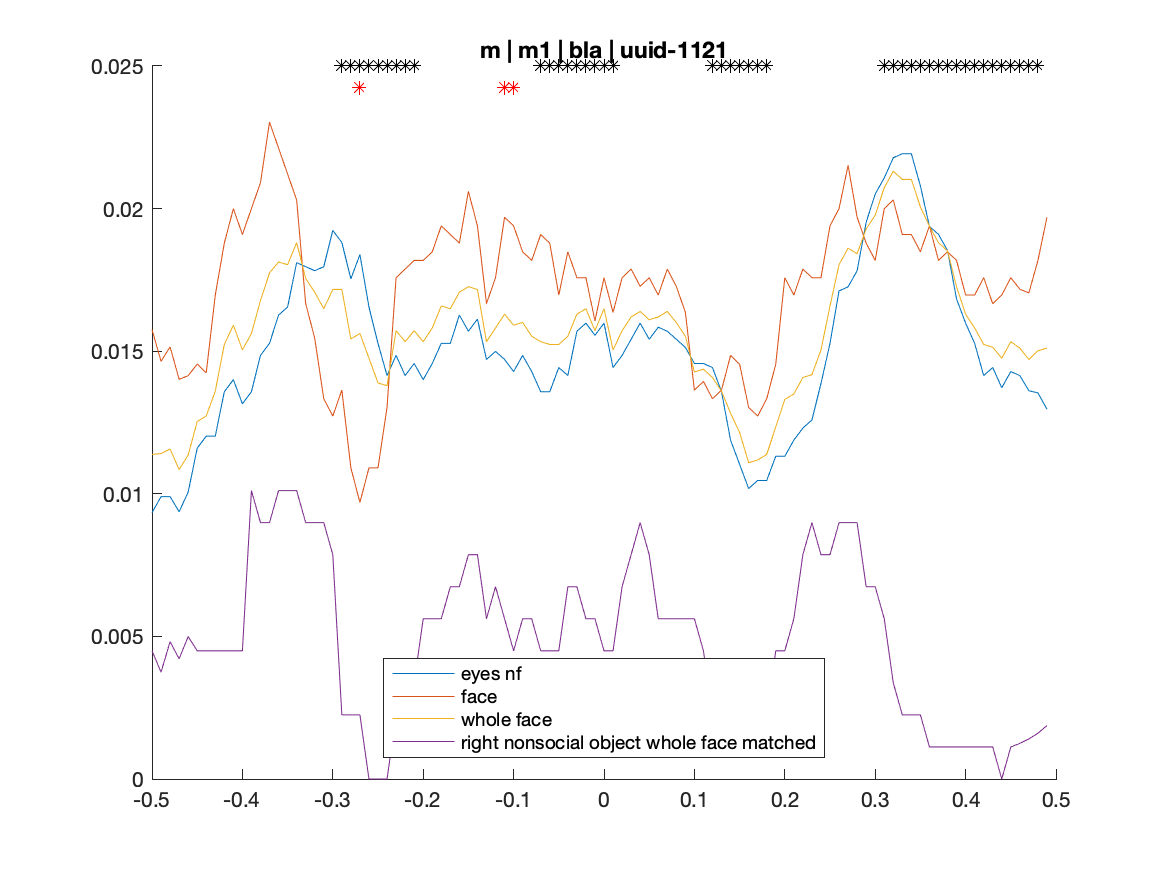 m | m1 | bla | uuid-1121
0.025
0.02
0.015
0.01
0.005
0
eyes nf
face
whole face
right nonsocial object whole face matched
-0.5 -0.4 -0.3 -0.2 -0.1 0 0.1 0.2 0.3 0.4 0.5